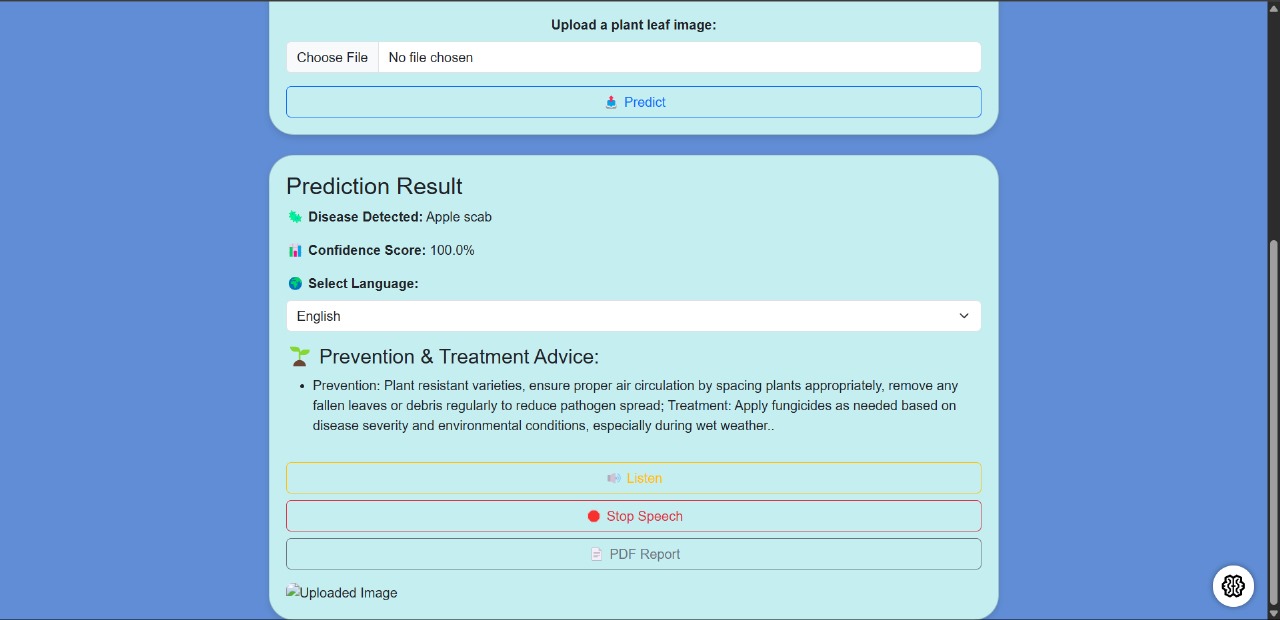 Upload a plant leaf image:
Choose File No file chosen
Predict
Prediction Result
Disease Detected: Apple scab
Confidence Score: 100.0%
Select Language:
English
Prevention & Treatment Advice:
• Prevention: Plant resistant varieties, ensure proper air circulation by spacing plants appropriately, remove any
fallen leaves or debris regularly to reduce pathogen spread; Treatment: Apply fungicides as needed based on
disease severity and environmental conditions, especially during wet weather..
Listen
Stop Speech
PDF Report
Uploaded Image